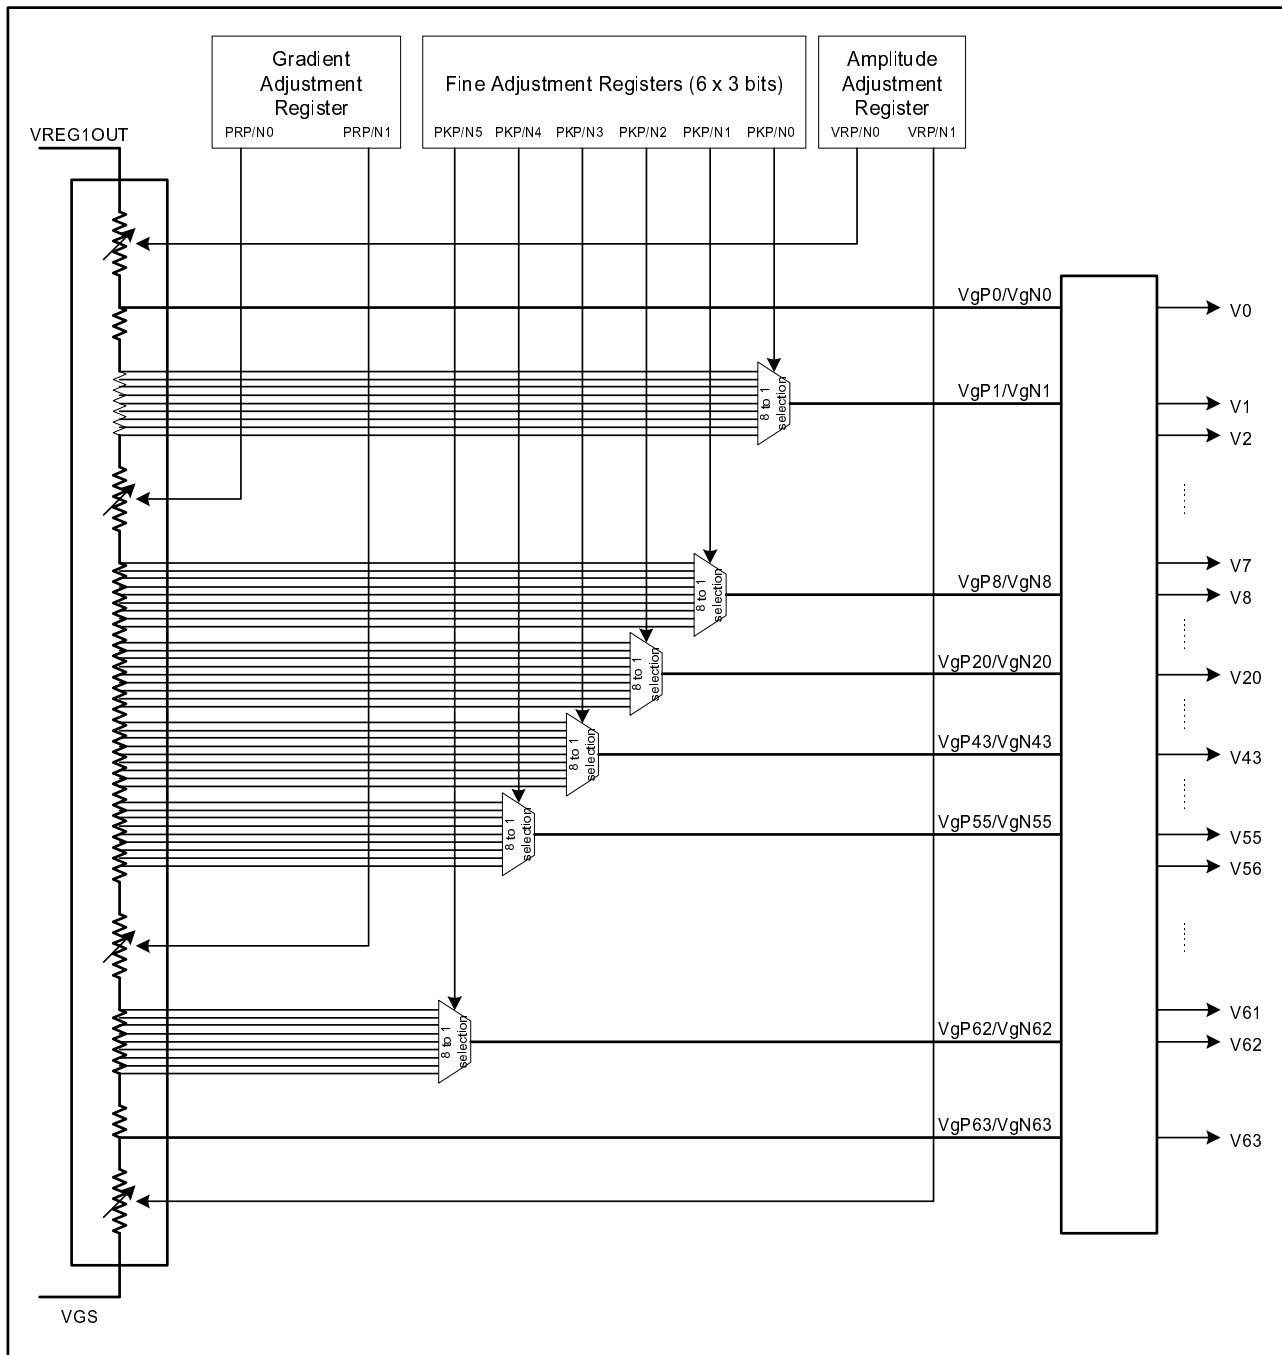 Gradient
Adjustment
Register
PRP/N0 PRP/N1
Fine Adjustment Registers (6 x 3 bits)
PKP/N5 PKP/N4 PKP/N3 PKP/N2 PKP/N1 PKP/N0
Amplitude
Adjustment
Register
VRP/N0 VRP/N1
VREG1OUT
VgP0/VgN0
V0
8 to 1
selection
VgP1/VgN1
V1
V2
V7
8 to 1
selection
VgP8/VgN8
V8
8 to 1
selection
VgP20/VgN20
V20
8 to 1
selection
VgP43/VgN43
V43
8 to 1
selection
VgP55/VgN55
V55
V56
V61
8 to 1
selection
VgP62/VgN62
V62
VgP63/VgN63
V63
VGS